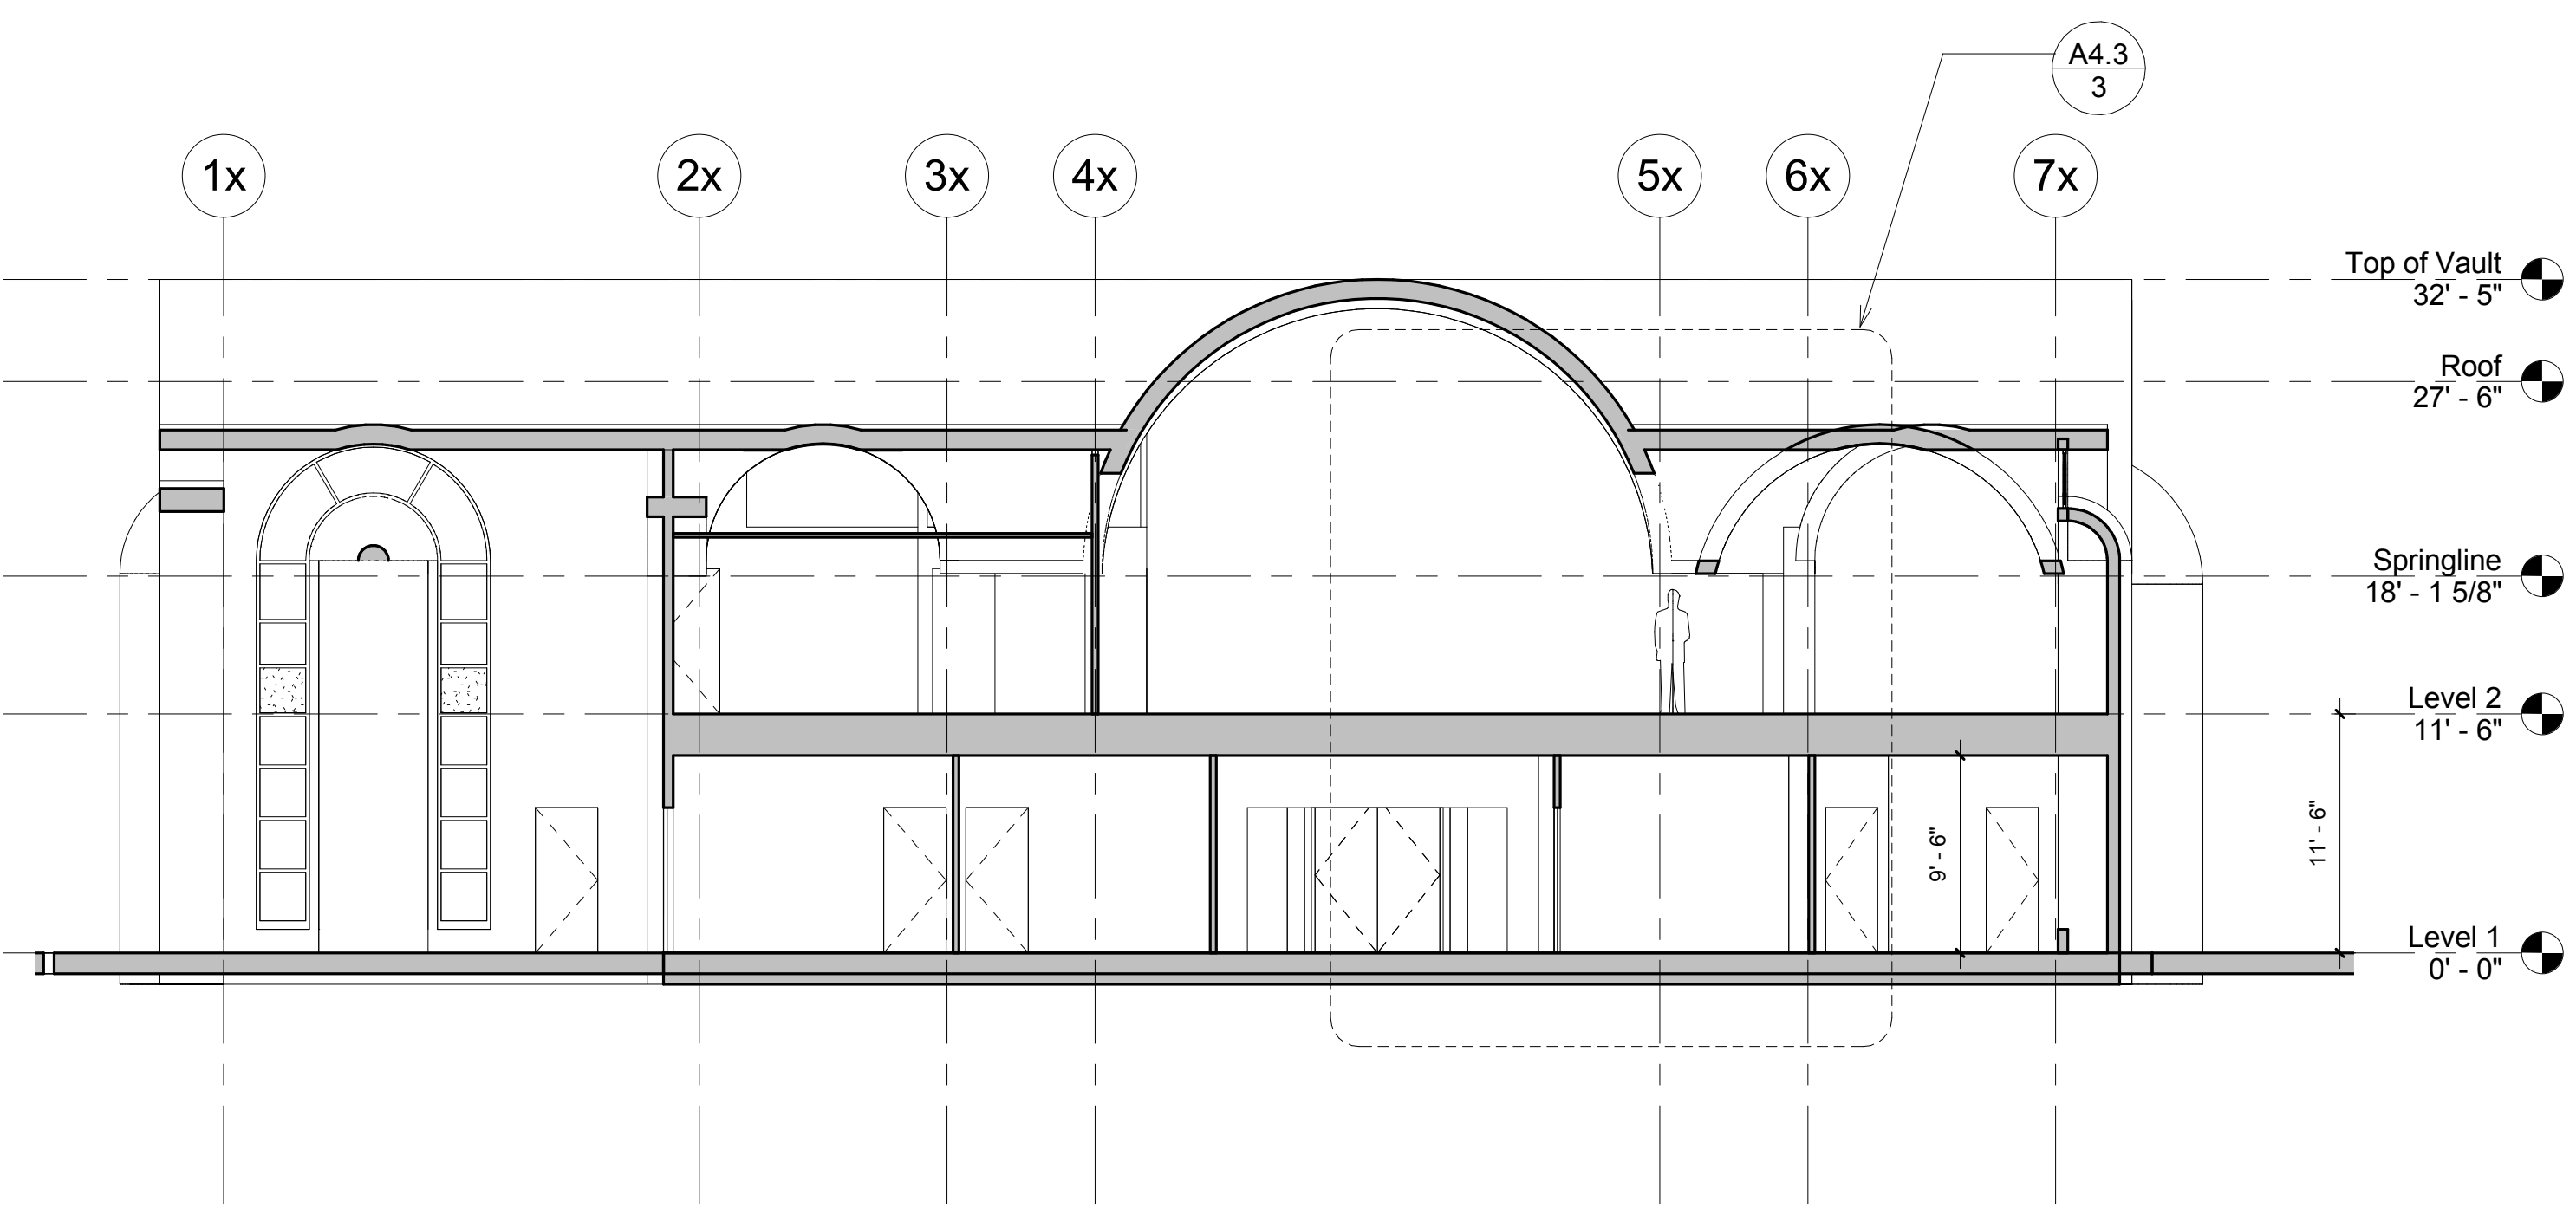 A4.3
3
1x
2x
3x
4x
5x
6x
7x
Top of Vault
32' - 5"
Roof
27' - 6"
Springline
18' - 1 5/8"
Level 2
11' - 6"
9' - 6"
11' - 6"
Level 1
0' - 0"